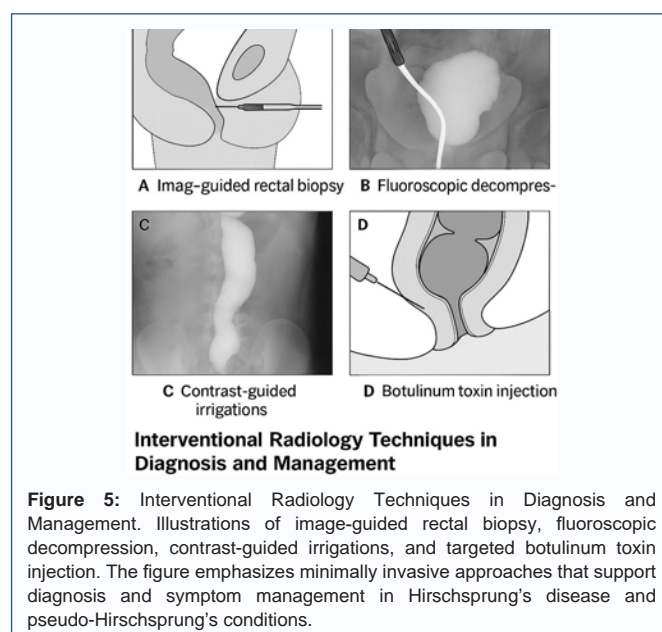 A Imag-guided rectal biopsy
B Fluoroscopic decompres-
C
D
C Contrast-guided
irrigations
D Botulinum toxin injection
Interventional Radiology Techniques in
Diagnosis and Management
Figure 5: Interventional Radiology Techniques in Diagnosis and
Management. Illustrations of image-guided rectal biopsy, fluoroscopic
decompression, contrast-guided irrigations, and targeted botulinum toxin
injection. The figure emphasizes minimally invasive approaches that support
diagnosis and symptom management in Hirschsprung's disease and
pseudo-Hirschsprung's conditions.